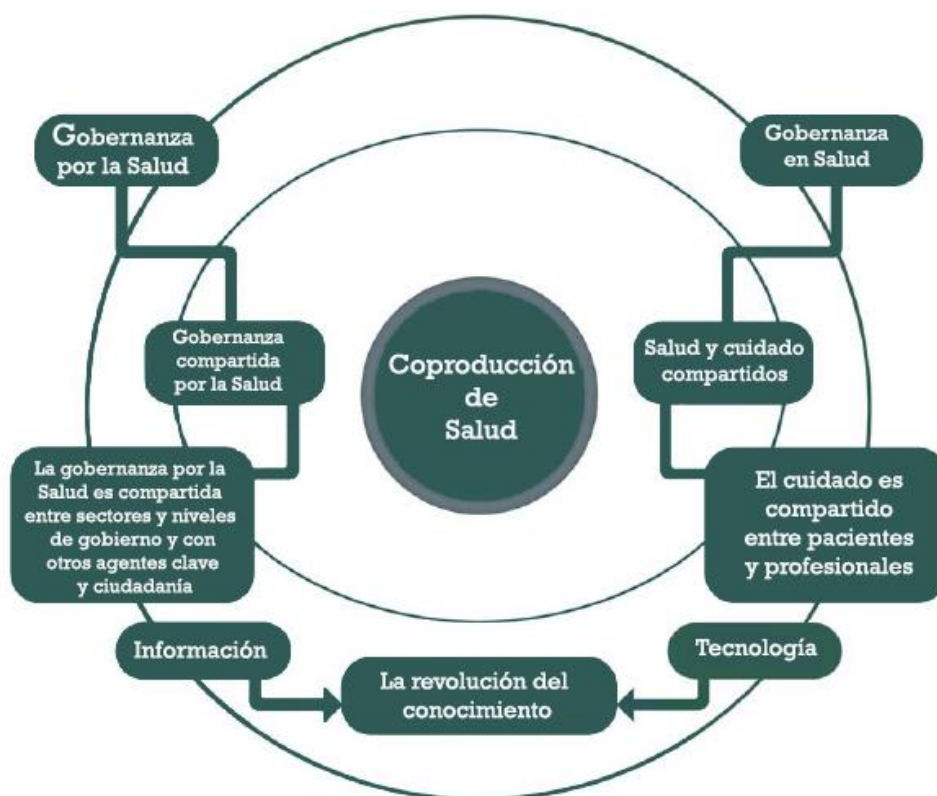 Gobernanza
por la Salud
Gobernanza
en Salud
Gobernanza
compartida
por la Salud
Coproducción
de
Salud
Salud y cuidado
compartidos
La gobernanza por la
Salud es compartida
entre sectores y niveles
de gobierno y con
otros agentes clave
y ciudadanía
El cuidado es
compartido
entre pacientes
y profesionales
Información
La revolución del
conocimiento
Tecnología